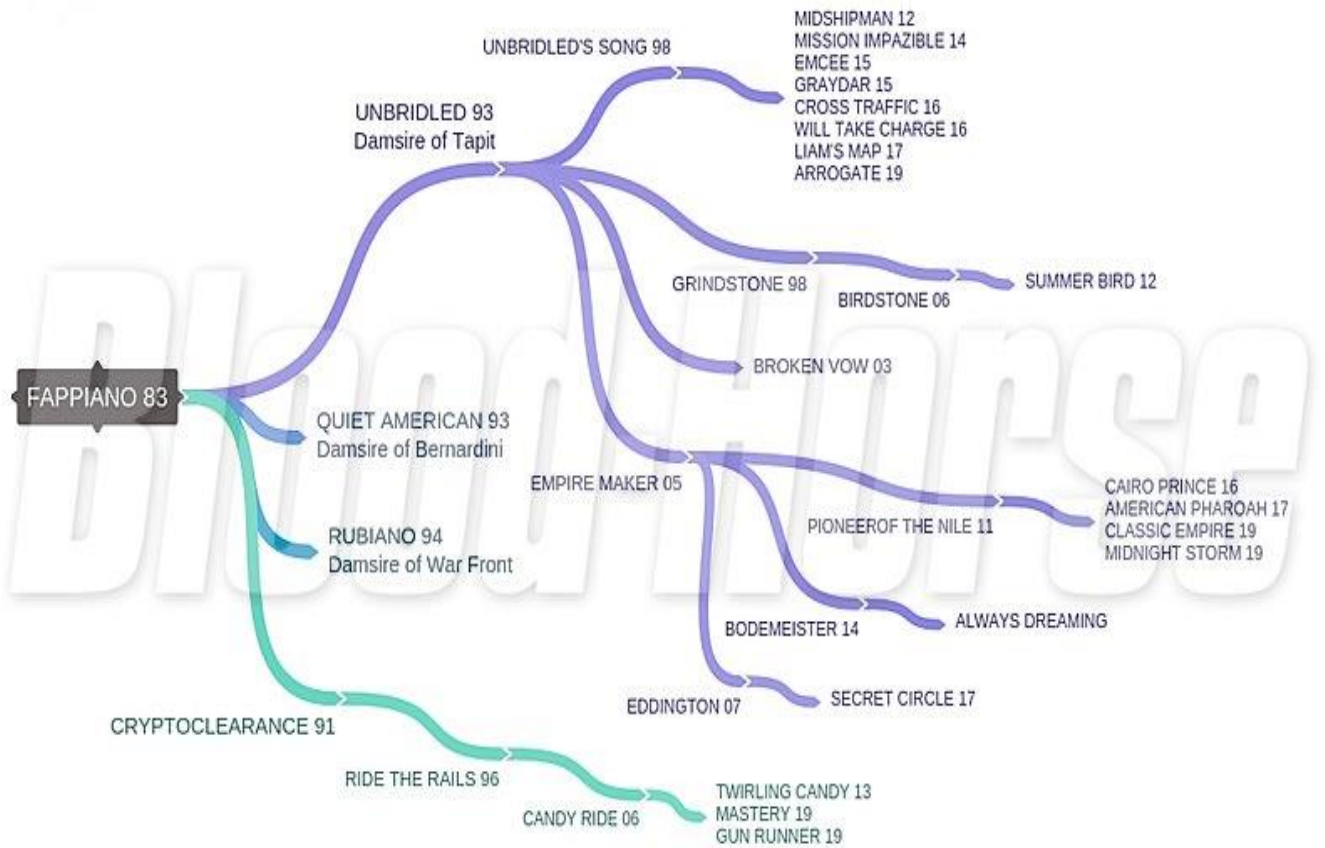 MIDSHIPMAN 12
MISSION IMPAZIBLE 14
EMCEE 15
GRAYDAR 15
CROSS TRAFFIC 16
WILL TAKE CHARGE 16
LIAM'S MAP 17
ARROGATE 19
UNBRIDLED'S SONG 98
UNBRIDLED 93
Damsire of Tapit
GRINDSTONE 98
BIRDSTONE 06
SUMMER BIRD 12
BROKEN VOW 03
FAPPIANO 83
QUIET AMERICAN 93
Damsire of Bernardini
EMPIRE MAKER 05
PIONEEROF THE NILE 11
CAIRO PRINCE 16
AMERICAN PHAROAH 17
CLASSIC EMPIRE 19
MIDNIGHT STORM 19
RUBIANO 94
Damsire of War Front
BODEMEISTER 14
ALWAYS DREAMING
EDDINGTON 07
SECRET CIRCLE 17
CRYPTOCLEARANCE 91
RIDE THE RAILS 96
CANDY RIDE 06
TWIRLING CANDY 13
MASTERY 19
GUN RUNNER 19
Blood-Horse